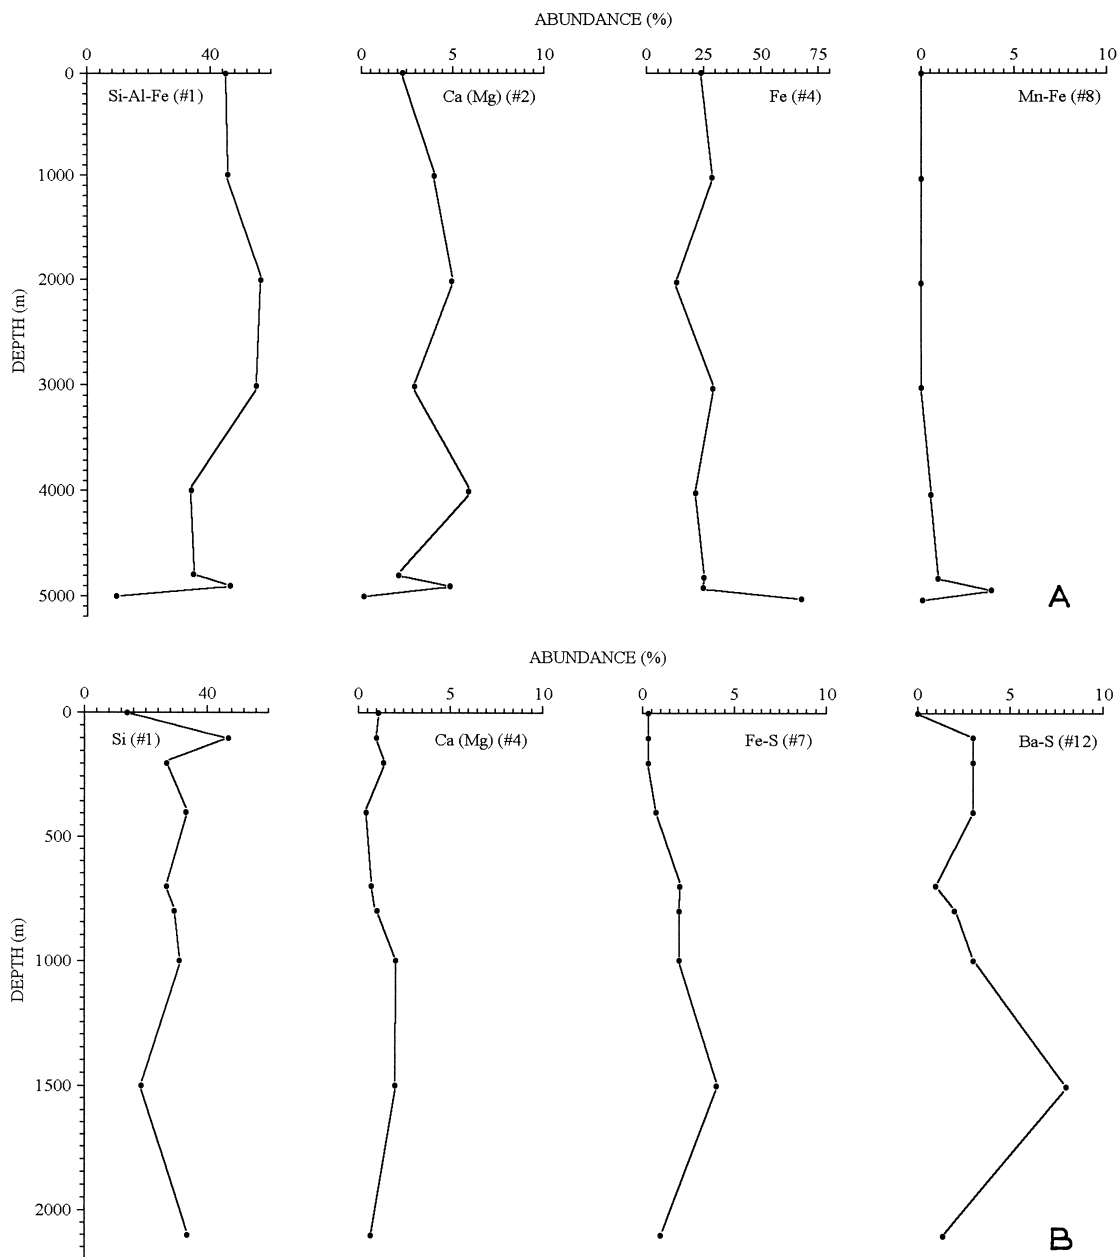 ABUNDANCE (%)
0 40 0 5 10 0 25 50 75 0 5 10
0
Si-Al-Fe (#1) Ca (Mg) (#2) Fe (#4) Mn-Fe (#8)
1000
2000
DEPTH (m)
3000
4000
5000
A
ABUNDANCE (%)
0 40 0 5 10 0 5 10 0 5 10
0
Si (#1) Ca (Mg) (#4) Fe-S (#7) Ba-S (#12)
500
DEPTH (m)
1000
1500
2000
B